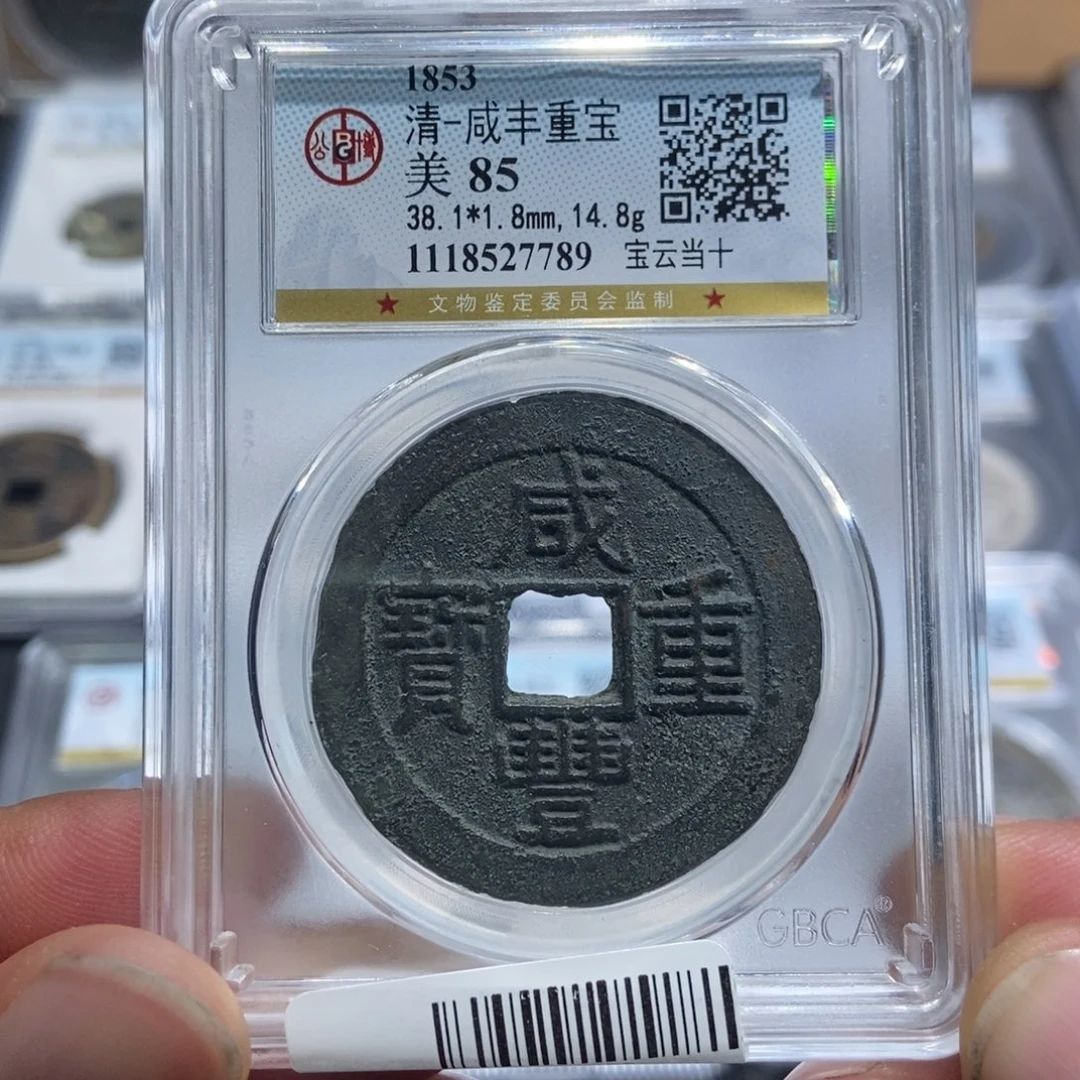 1853
清-咸丰重宝
美 85
38.1*1.8mm,14.8g
1118527789 宝云当十
★ 文物鉴定委员会监制 ★
咸
寶 重
豐
GBCA®